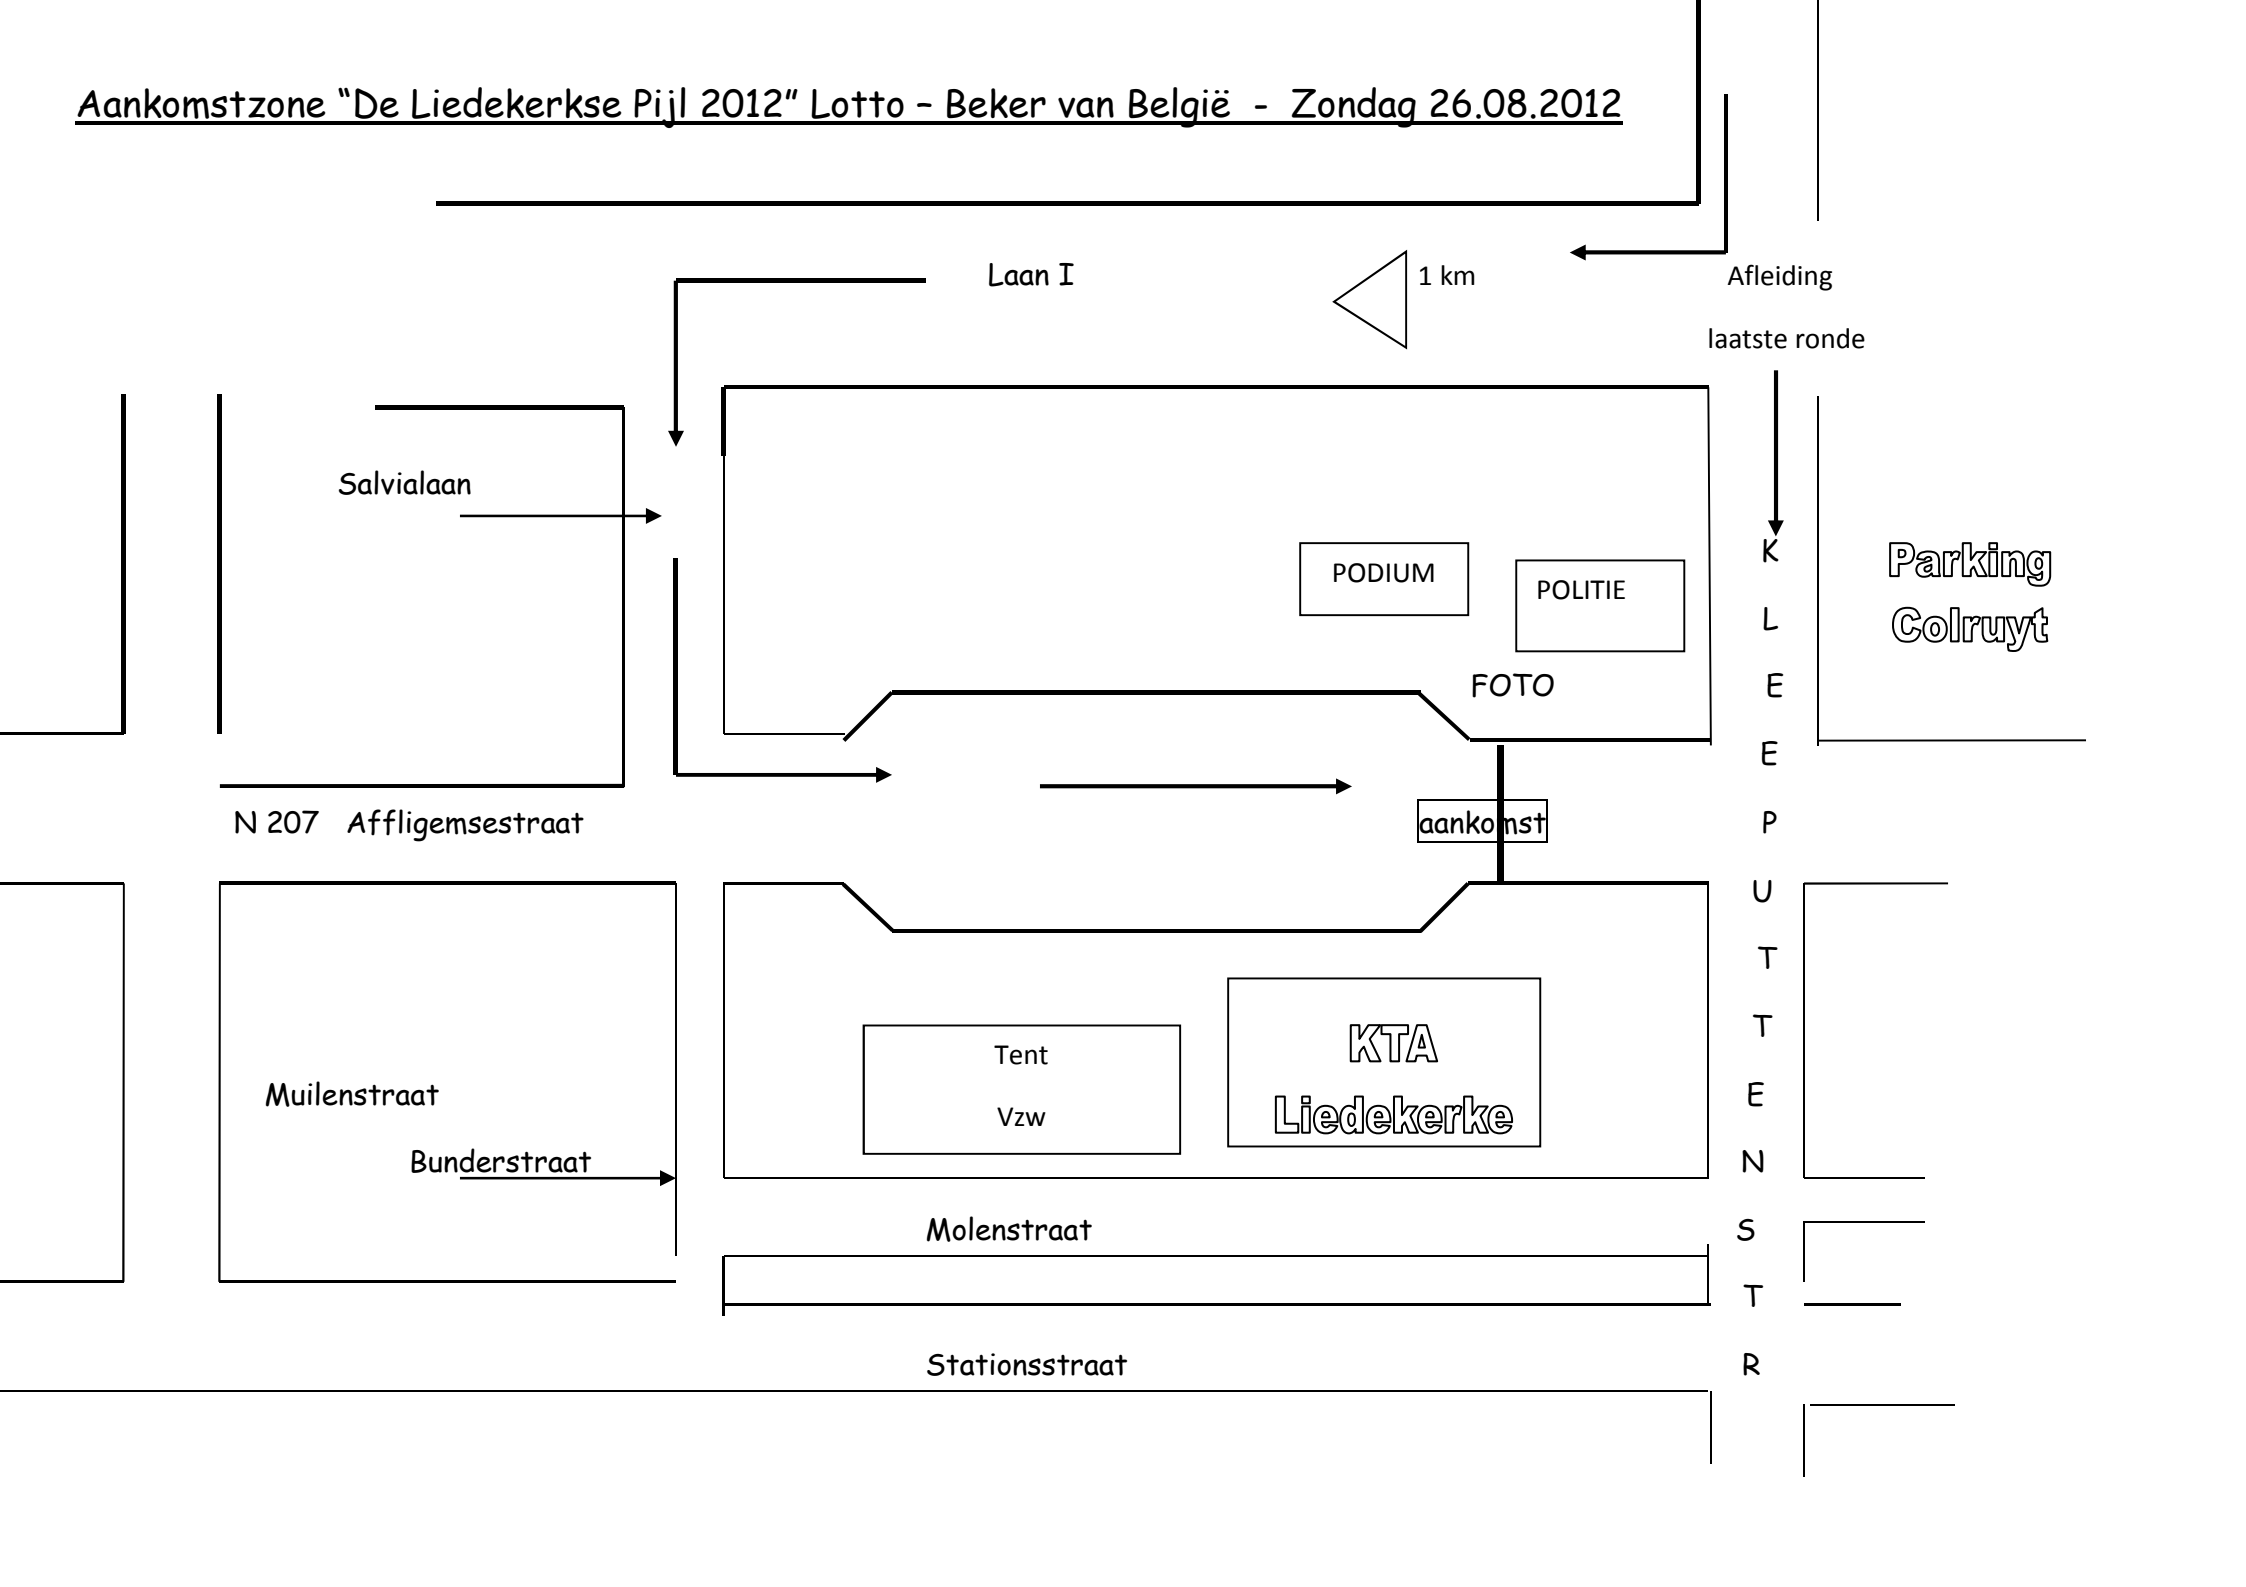 Aankomstzone “De Liedekerkse Pijl 2012” Lotto – Beker van België - Zondag 26.08.2012
Laan I
1 km
Afleiding
laatste ronde
Salvialaan
PODIUM
POLITIE
FOTO
Parking
Colruyt
N 207 Affligemsestraat
aankomst
K
L
E
E
P
U
T
T
E
N
S
T
R
Tent
Vzw
KTA
Liedekerke
Muilenstraat
Bunderstraat
Molenstraat
Stationsstraat